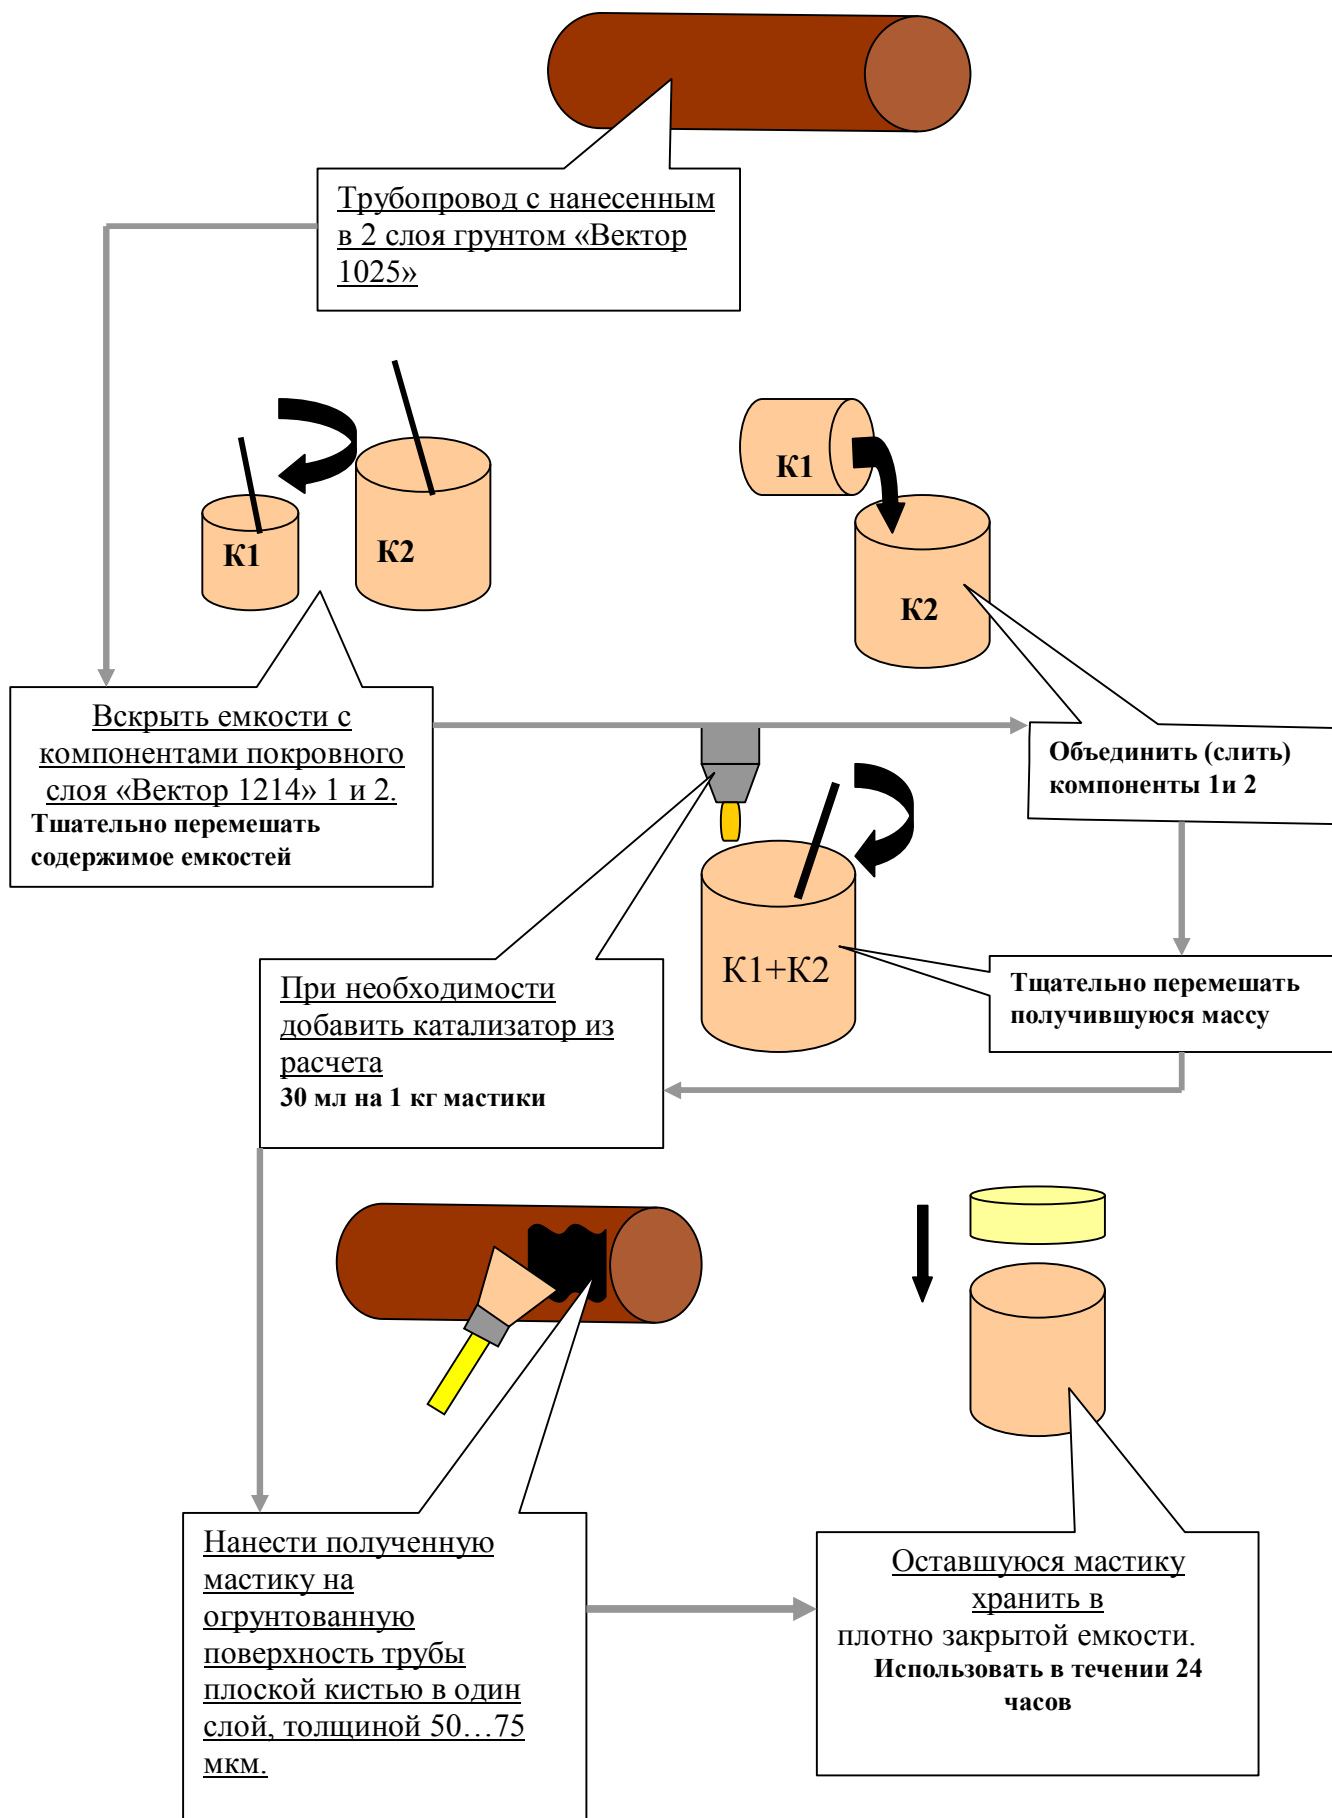 Трубопровод с нанесенным
в 2 слоя грунтом «Вектор
1025»
К1
К2
К1
К2
Вскрыть емкости с
компонентами покровного
слоя «Вектор 1214» 1 и 2.
Тшательно перемешать
содержимое емкостей
Объединить (слить)
компоненты 1и 2
К1+К2
Тщательно перемешать
получившуюся массу
При необходимости
добавить катализатор из
расчета
30 мл на 1 кг мастики
Нанести полученную
мастику на
огрунтованную
поверхность трубы
плоской кистью в один
слой, толщиной 50…75
мкм.
Оставшуюся мастику
хранить в
плотно закрытой емкости.
Использовать в течении 24
часов